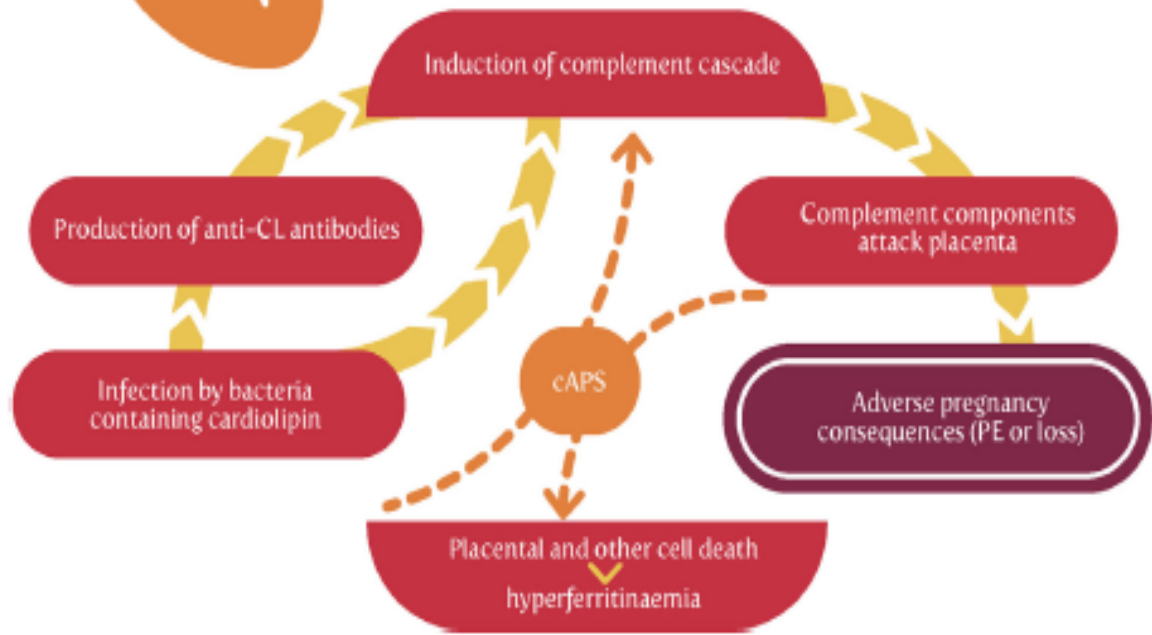 Induction of complement cascade
Production of anti-CL antibodies
Complement components
attack placenta
Infection by bacteria
containing cardiolipin
cAPS
Adverse pregnancy
consequences (PE or loss)
Placental and other cell death
hyperferritinaemia